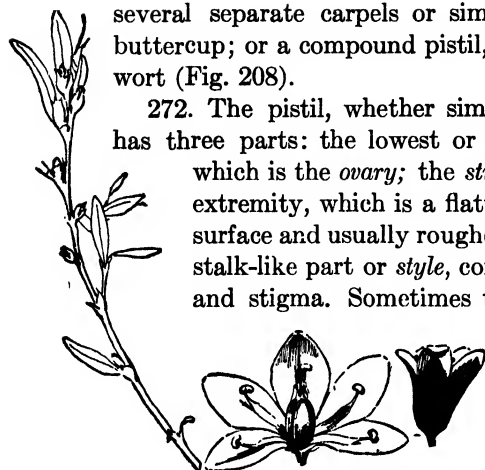 several separate carpels or sim
buttercup; or a compound pistil,
wort (Fig. 208).
272. The pistil, whether sim
has three parts: the lowest or
which is the ovary; the
extremity, which is a flat
surface and usually rough
stalk-like part or style, co
and stigma. Sometimes